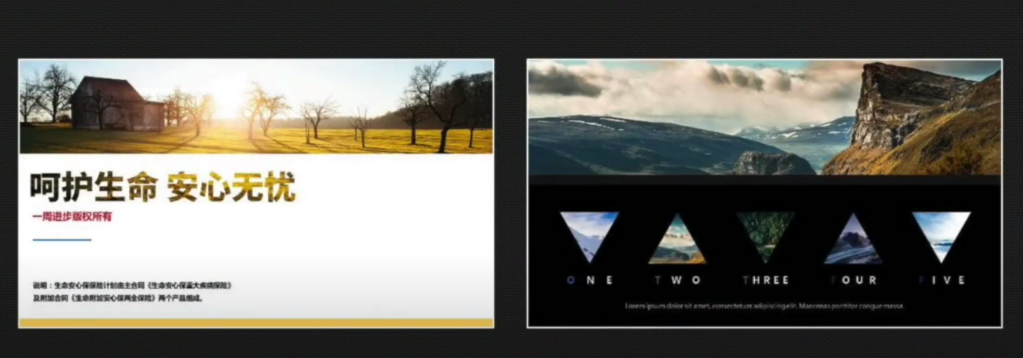 呵护生命 安心无忧
一周进步版权所有
说明：生命安心保保险计划由主合同《生命安心保重大疾病保险》
及附加合同《生命附加安心保两全保险》两个产品组成。
ONE
TWO
THREE
FOUR
FIVE
Lorem ipsum dolor sit amet, consectetuer adipiscing elit. Maecenas porttitor congue massa.